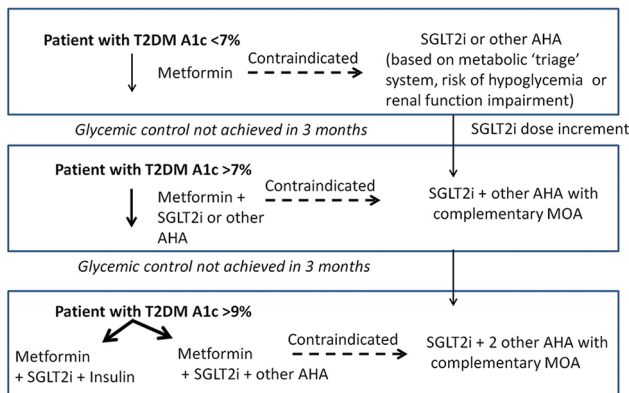 Patient with T2DM A1c <7%
Metformin
Contraindicated
SGLT2i or other AHA
(based on metabolic ‘triage’
system, risk of hypoglycemia or
renal function impairment)
Glycemic control not achieved in 3 months
SGLT2i dose increment
Patient with T2DM A1c >7%
Metformin +
SGLT2i or other
AHA
Contraindicated
SGLT2i + other AHA with
complementary MOA
Glycemic control not achieved in 3 months
Patient with T2DM A1c >9%
Metformin
+ SGLT2i + Insulin
Metformin
+ SGLT2i + other AHA
Contraindicated
SGLT2i + 2 other AHA with
complementary MOA